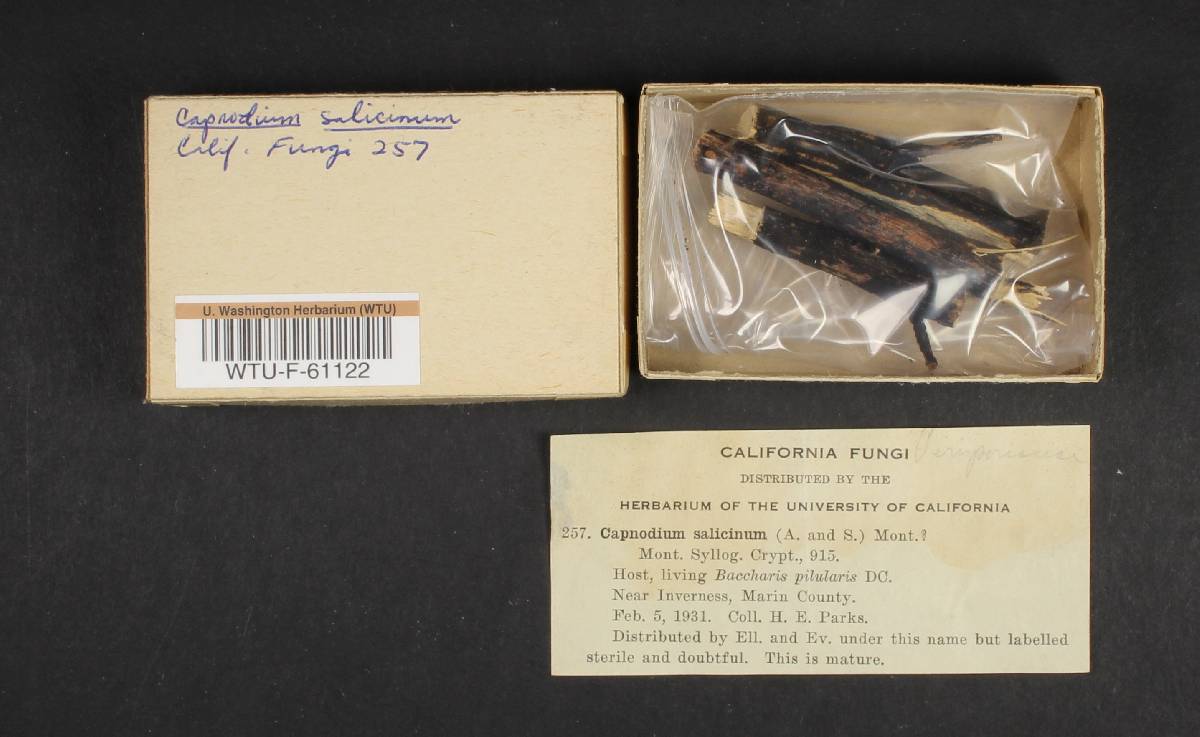 Capnodium salicinum
Calif. Fungi 257
U. Washington Herbarium (WTU)
WTU-F-61122
CALIFORNIA FUNGI
DISTRIBUTED BY THE
HERBARIUM OF THE UNIVERSITY OF CALIFORNIA
257. Capnodium salicinum (A. and S.) Mont.?
Mont. Syllog. Crypt., 915.
Host, living Baccharis pilularis DC.
Near Inverness, Marin County.
Feb. 5, 1931. Coll. H. E. Parks.
Distributed by Ell. and Ev. under this name but labelled
sterile and doubtful. This is mature.